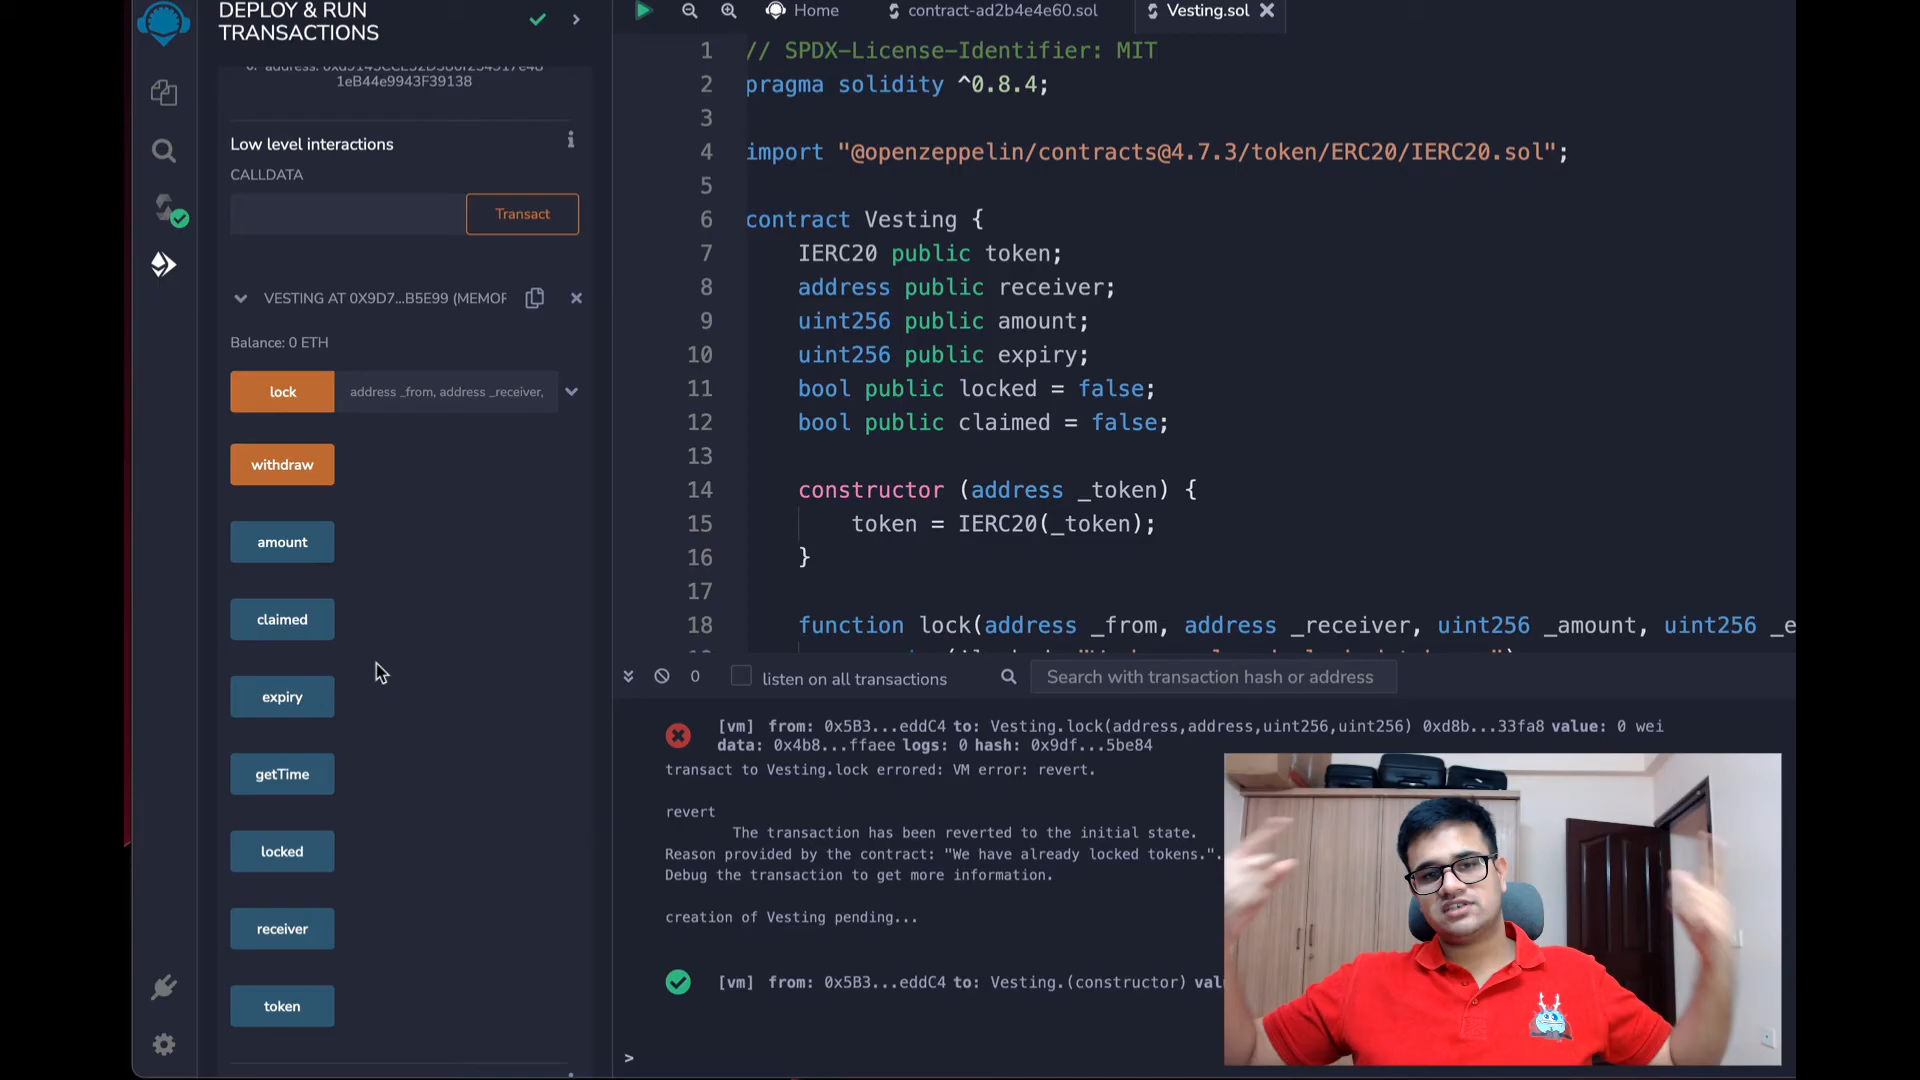 DEPLOY & RUN
TRANSACTIONS
1eB44e9943F39138
Low level interactions
CALLDATA
Transact
VESTING AT 0X9D7...B5E99 (MEMOR
Balance: 0 ETH
lock
address _from, address _receiver,
withdraw
amount
claimed
expiry
getTime
locked
receiver
token
Home
contract-ad2b4e4e60.sol
Vesting.sol
1 // SPDX-License-Identifier: MIT
2 pragma solidity ^0.8.4;
3
4 import "@openzeppelin/contracts@4.7.3/token/ERC20/IERC20.sol";
5
6 contract Vesting {
7 IERC20 public token;
8 address public receiver;
9 uint256 public amount;
10 uint256 public expiry;
11 bool public locked = false;
12 bool public claimed = false;
13
14 constructor (address _token) {
15 token = IERC20(_token);
16 }
17
18 function lock(address _from, address _receiver, uint256 _amount, uint256 _e
0
listen on all transactions
Search with transaction hash or address
[vm] from: 0x5B3...eddC4 to: Vesting.lock(address,address,uint256,uint256) 0xd8b...33fa8 value: 0 wei
data: 0x4b8...ffaee logs: 0 hash: 0x9df...5be84
transact to Vesting.lock errored: VM error: revert.
revert
The transaction has been reverted to the initial state.
Reason provided by the contract: "We have already locked tokens.".
Debug the transaction to get more information.
creation of Vesting pending...
[vm] from: 0x5B3...eddC4 to: Vesting.(constructor) val
>